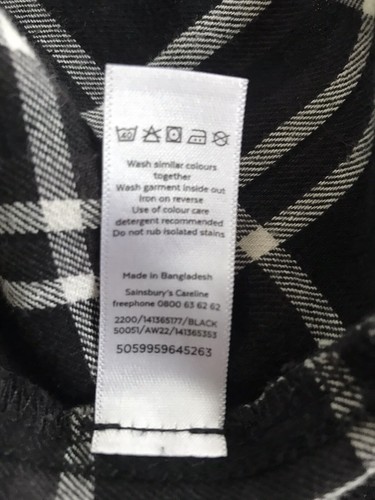 40
Wash similar colours
together
Wash garment inside out
Iron on reverse
Use of colour care
detergent recommended
Do not rub isolated stains
Made in Bangladesh
Sainsbury's Careline
freephone 0800 63 62 62
2200/141365177/BLACK
50051/AW22/141365353
5059959645263